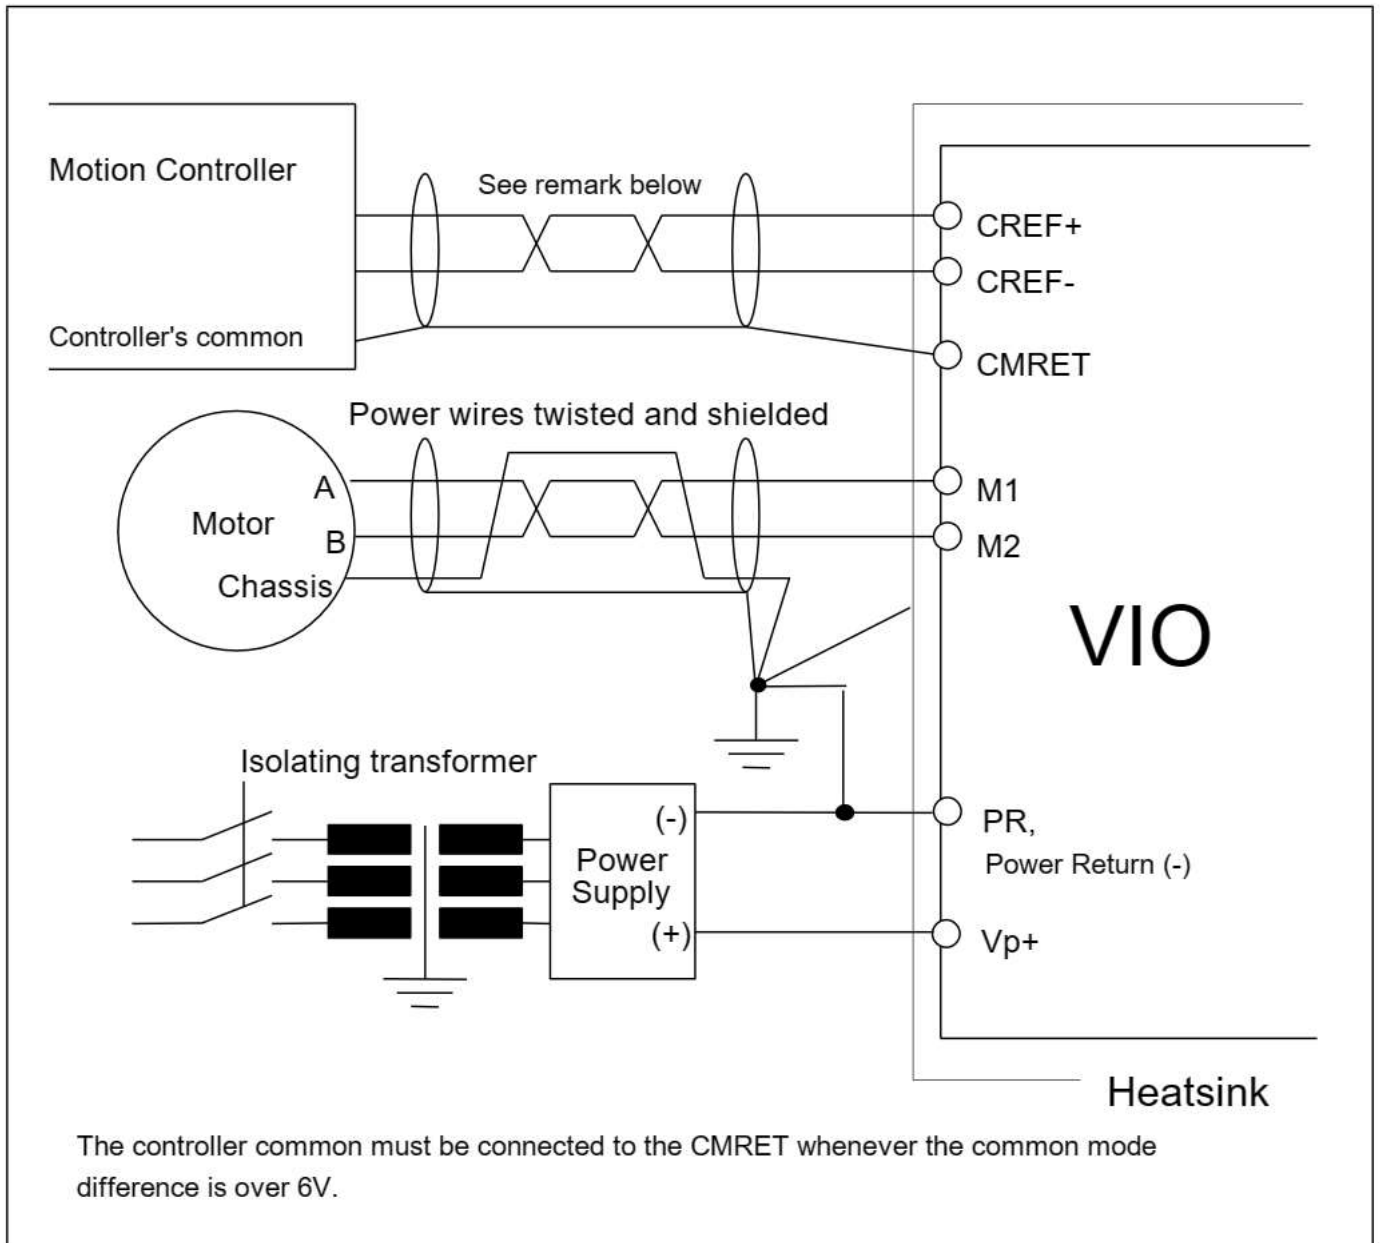 Motion Controller
See remark below
CREF+
CREF-
Controller's common
CMRET
Power wires twisted and shielded
A
M1
Motor
B
M2
Chassis
VIO
Isolating transformer
(-)
PR,
Power
Supply
Power Return (-)
(+)
Vp+
Heatsink
The controller common must be connected to the CMRET whenever the common mode
difference is over 6V.